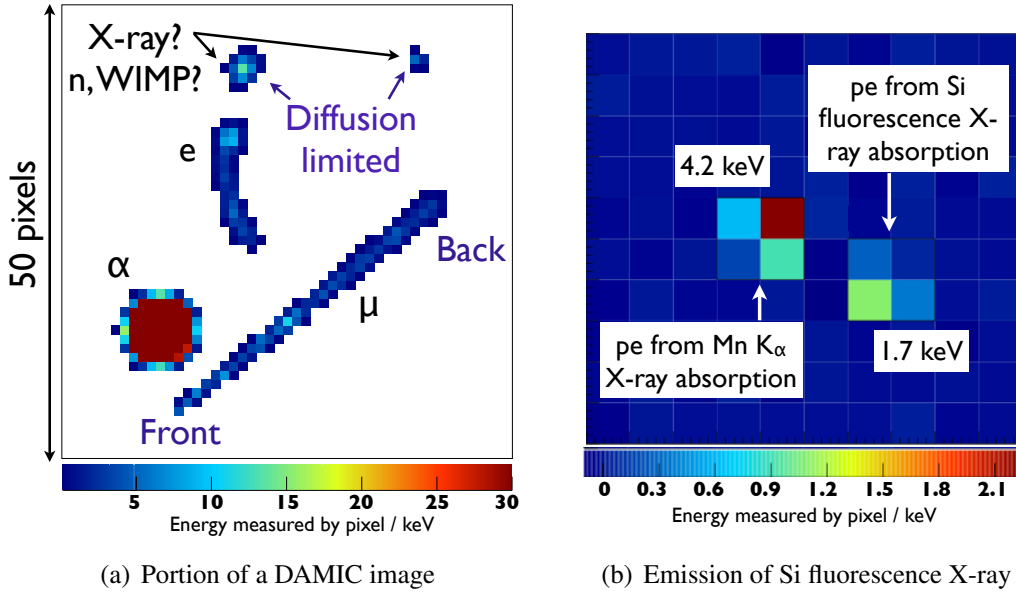 50 pixels
X-ray?
n, WIMP?
Diffusion
limited
e
α
μ
Back
Front
5 10 15 20 25 30
Energy measured by pixel / keV
(a) Portion of a DAMIC image
pe from Si
fluorescence X-
ray absorption
4.2 keV
pe from Mn Kα
X-ray absorption
1.7 keV
0 0.3 0.6 0.9 1.2 1.5 1.8 2.1
Energy measured by pixel / keV
(b) Emission of Si fluorescence X-ray